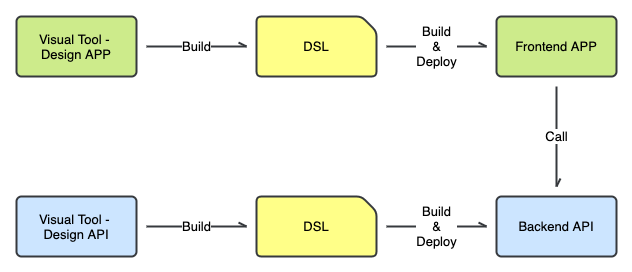 Visual Tool -
Design APP
Build
DSL
Build
&
Deploy
Frontend APP
Call
Visual Tool -
Design API
Build
DSL
Build
&
Deploy
Backend API